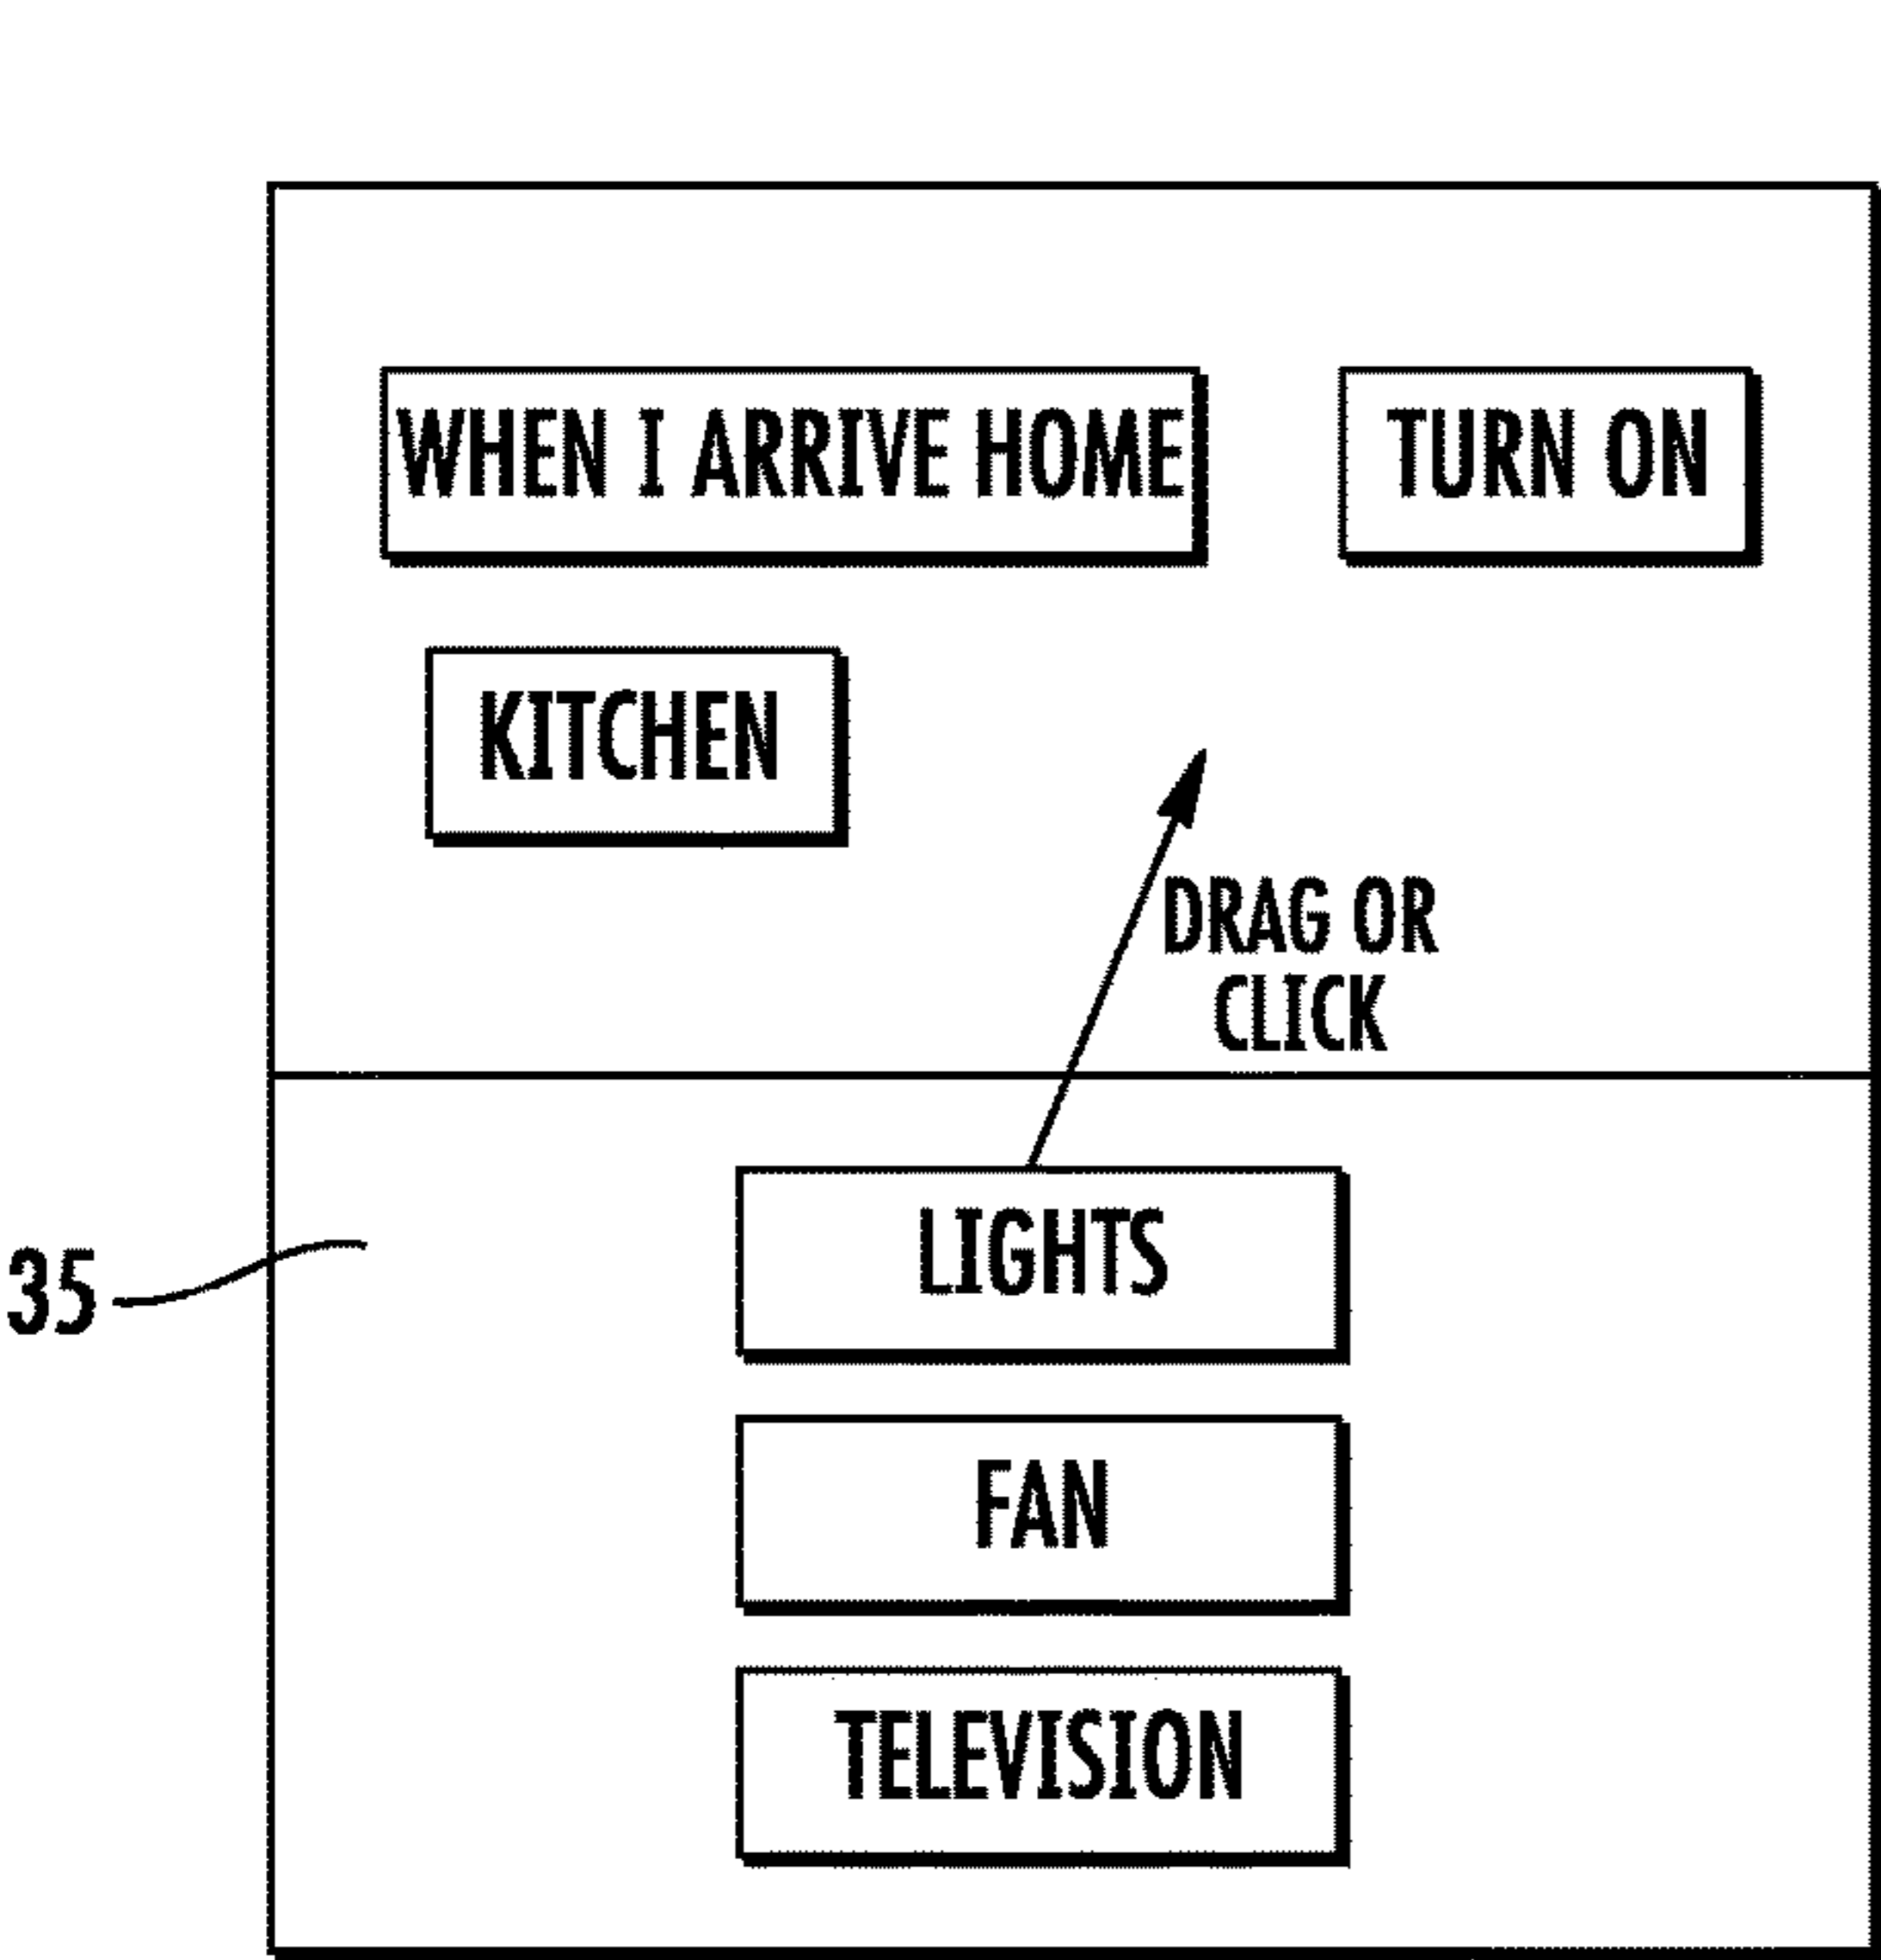 WHEN I ARRIVE HOME
TURN ON
KITCHEN
DRAG OR
CLICK
LIGHTS
35
FAN
TELEVISION